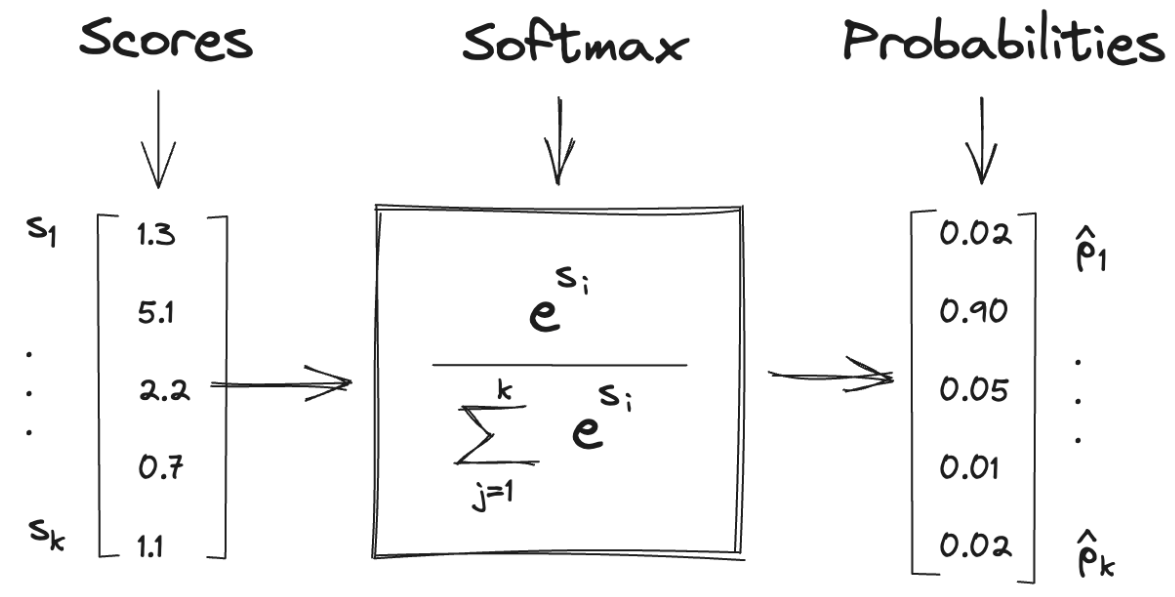 Scores Softmax Probabilities
s1 1.3 0.02 p̂1
5.1 0.90
. 2.2 0.05 .
. 0.7 0.01 .
. sk 1.1 0.02 p̂k .
e^si
k
∑ e^si
j=1